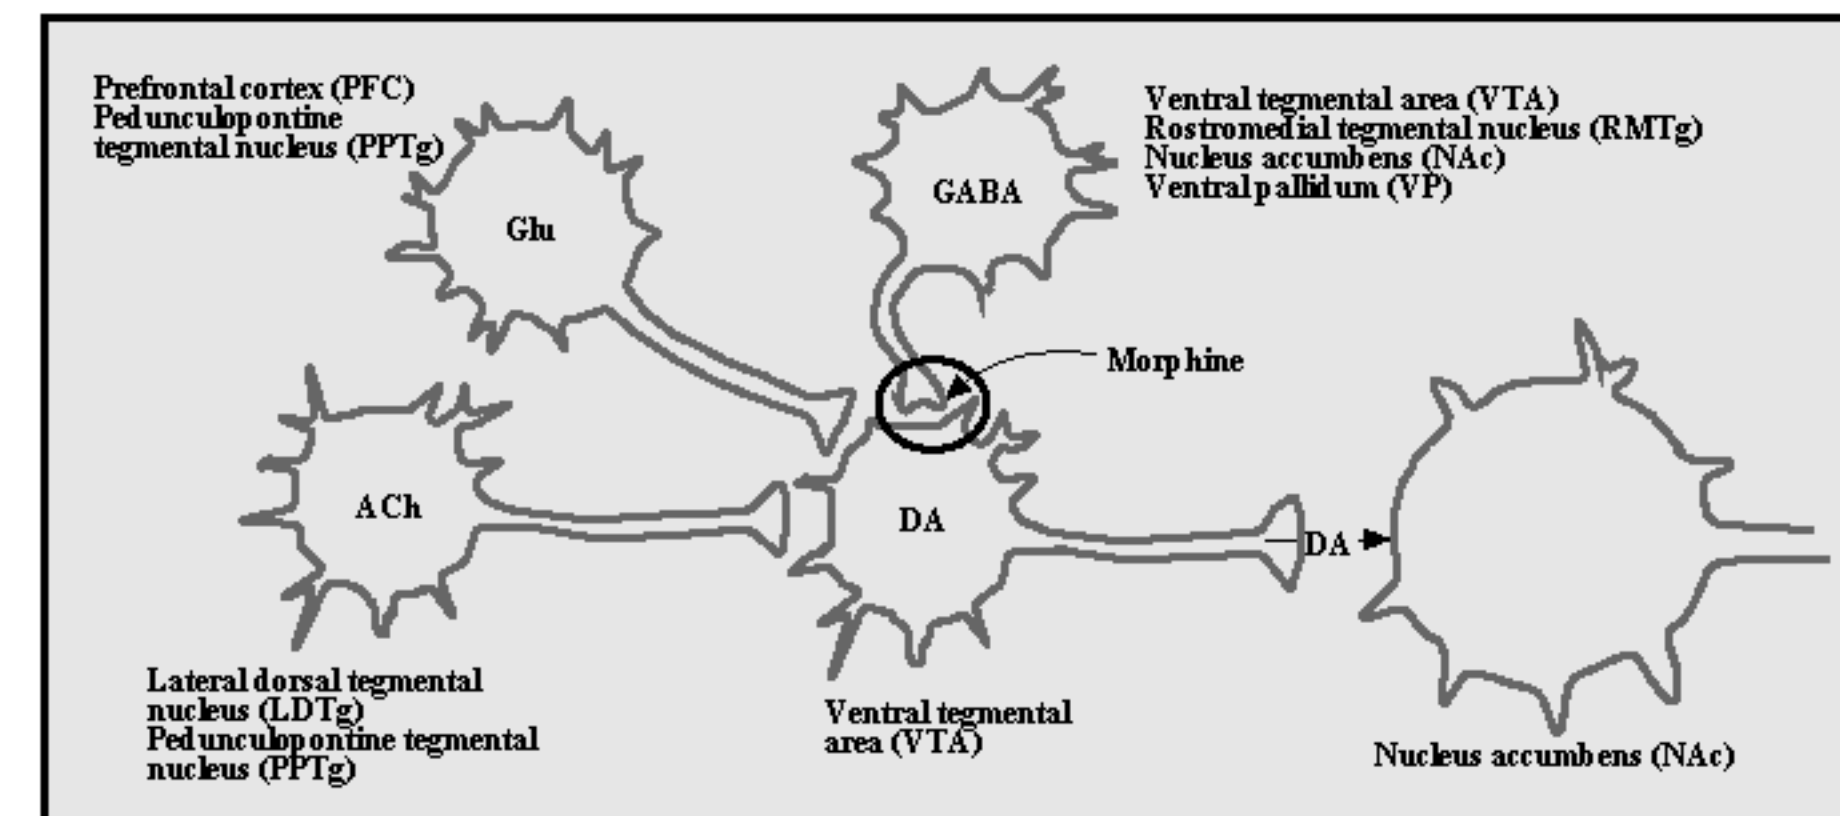 Prefrontal cortex (PFC)
Pedunculopontine
tegmental nucleus (PPTg)
Glu
GABA
Ventral tegmental area (VTA)
Rostromedial tegmental nucleus (RMTg)
Nucleus accumbens (NAc)
Ventral pallidum (VP)
Morphine
ACh
DA
DA
Lateral dorsal tegmental
nucleus (LDTg)
Pedunculopontine tegmental
nucleus (PPTg)
Ventral tegmental
area (VTA)
Nucleus accumbens (NAc)